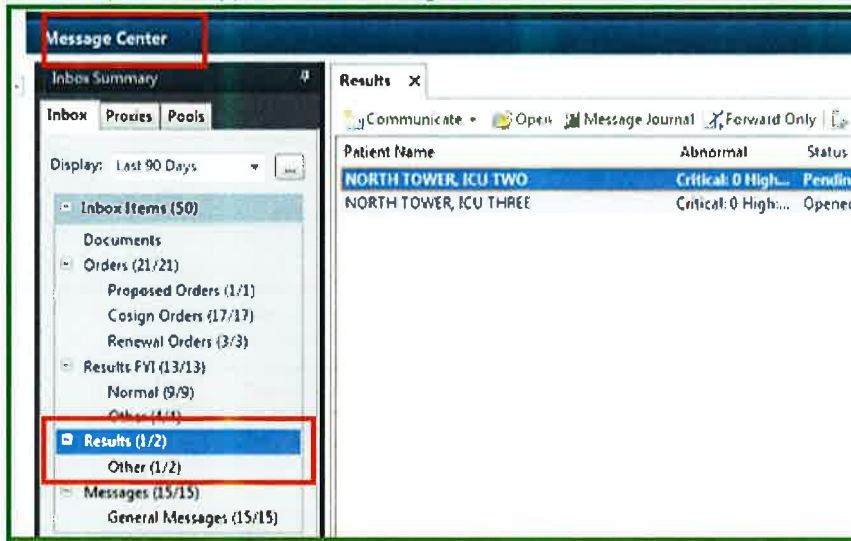 Message Center
Inbox Summary
Inbox Proxies Pools
Display: Last 90 Days ...
Inbox Items (50)
Documents
Orders (21/21)
Proposed Orders (1/1)
Cosign Orders (17/17)
Renewal Orders (3/3)
Results FYI (13/13)
Normal (9/9)
Other (4/4)
Results (1/2)
Other (1/2)
Messages (15/15)
General Messages (15/15)
Results X
Communicate Open Message Journal Forward Only
Patient Name Abnormal Status
NORTH TOWER, ICU TWO Critical: 0 High... Pendin
NORTH TOWER, ICU THREE Critical: 0 High:... Opened